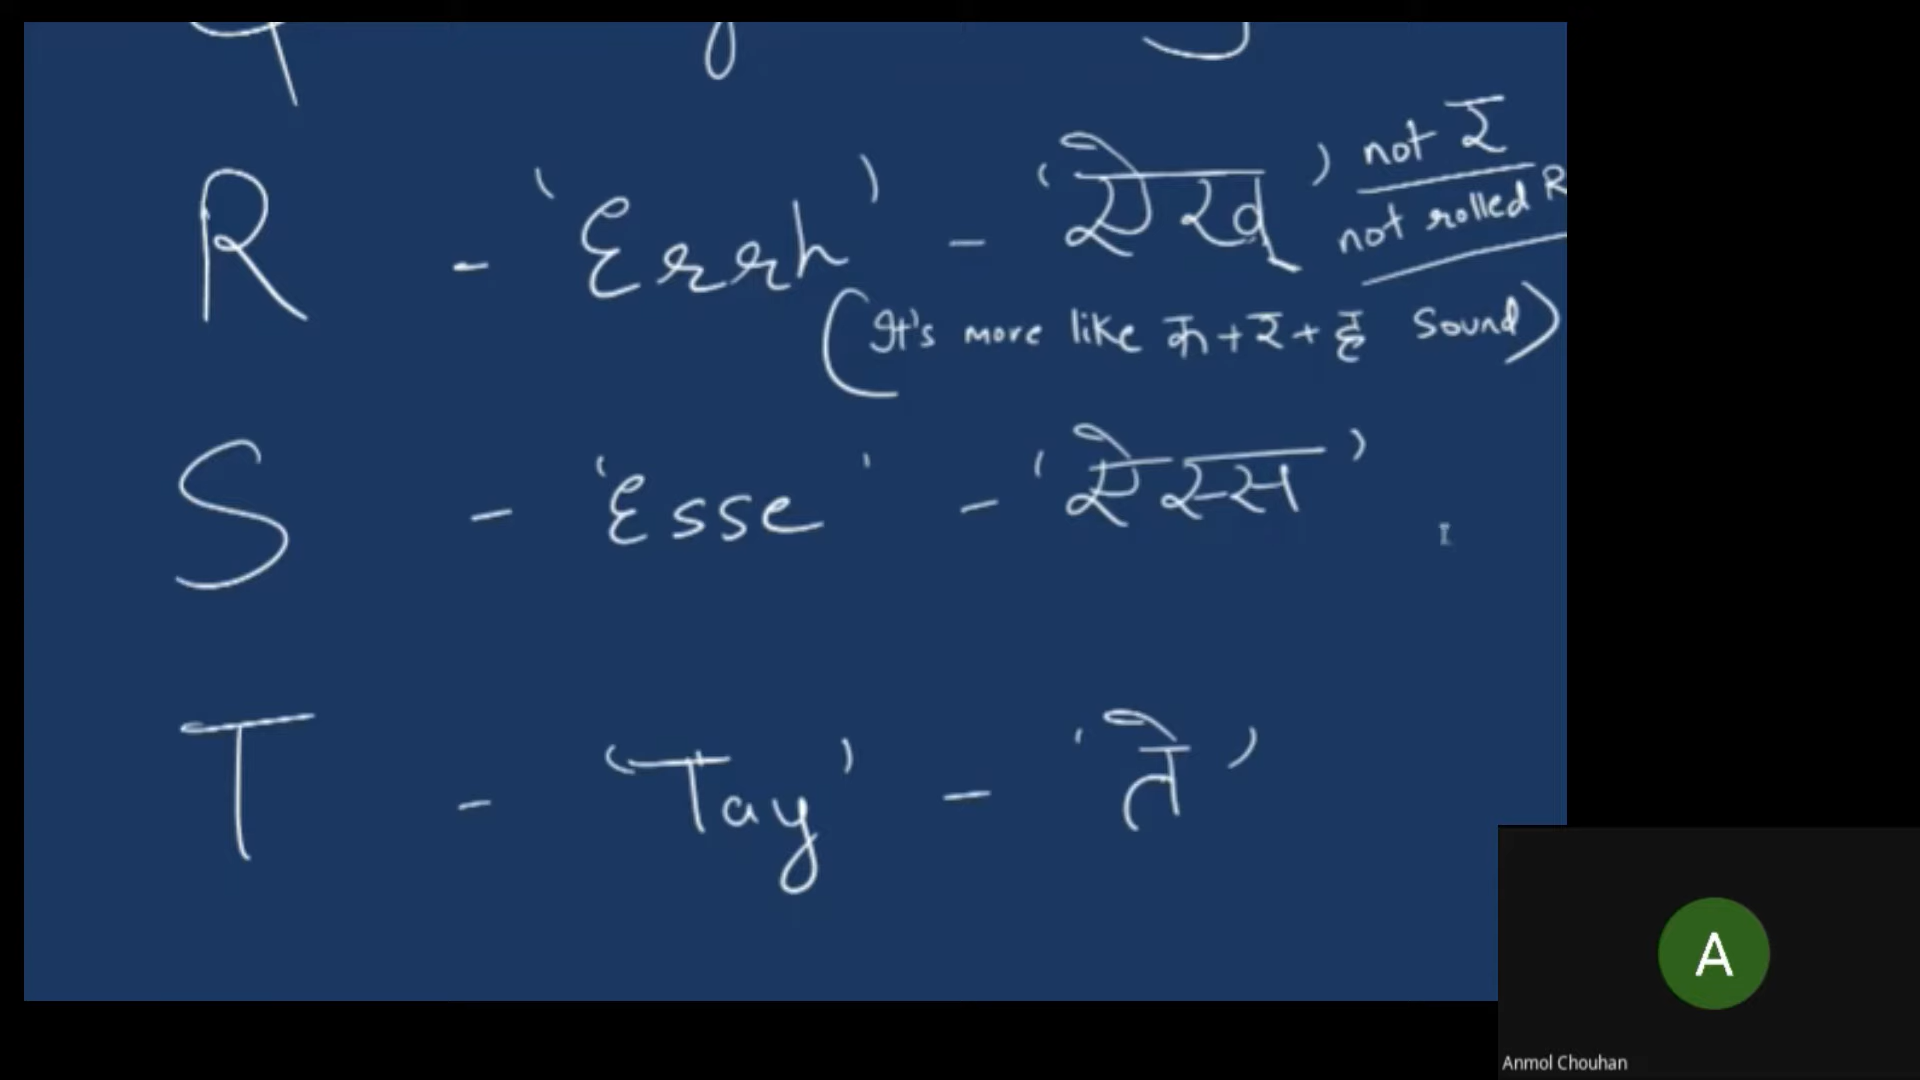 R - 'Errh' - 'ऐरख्' not र
not rolled R
(It's more like क+र+ह Sound)
S - 'Esse' - 'ऐस्स'
T - 'Tay' - 'ते'
A
Anmol Chouhan